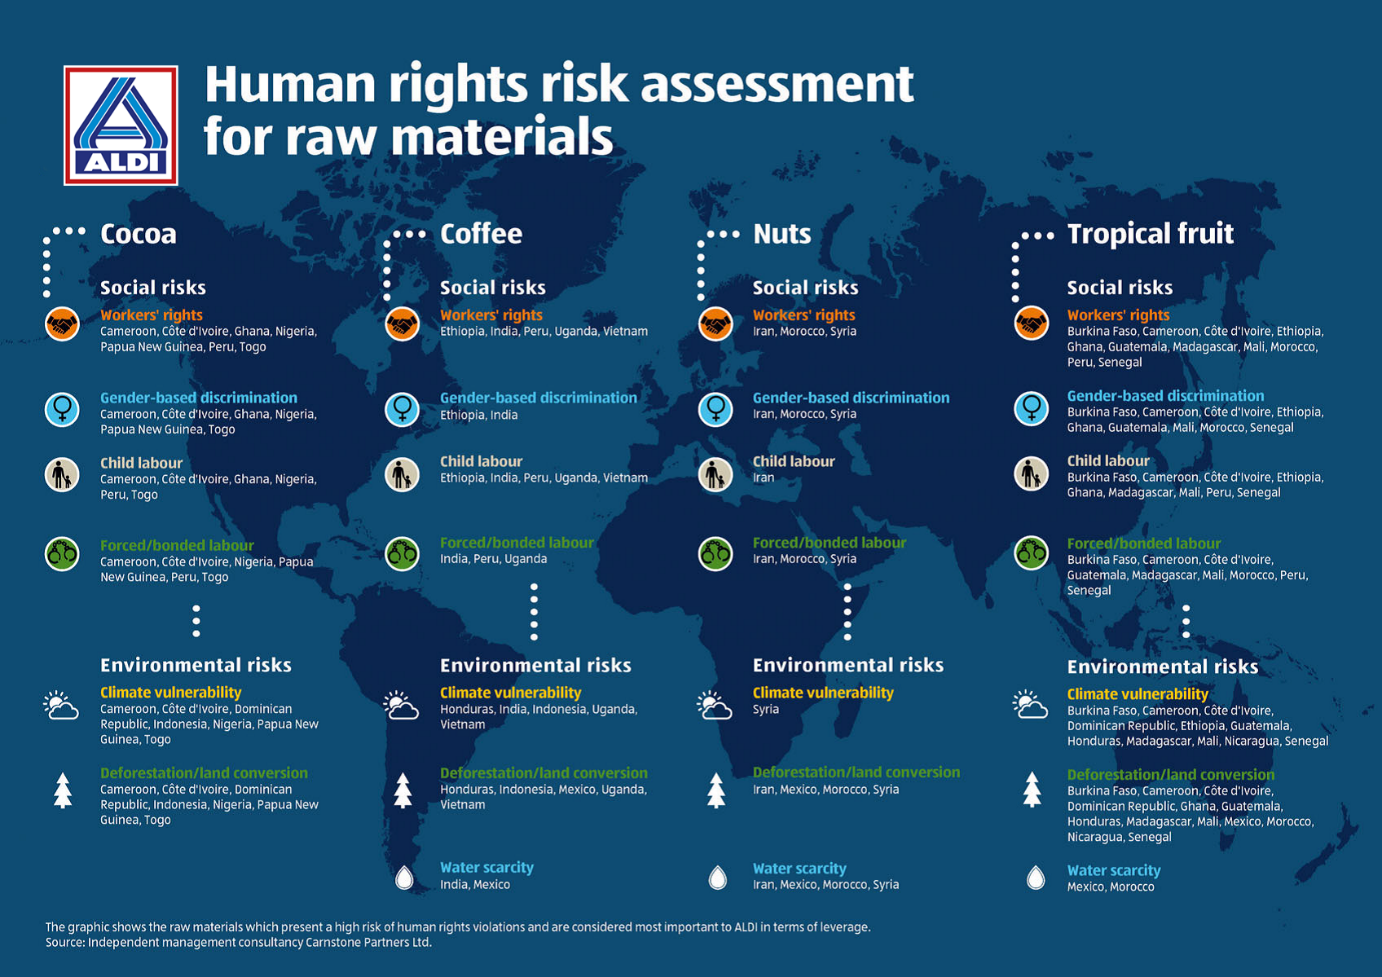 ALDI
Human rights risk assessment
for raw materials
Cocoa
Social risks
Workers' rights
Cameroon, Côte d'Ivoire, Ghana, Nigeria,
Papua New Guinea, Peru, Togo
Gender-based discrimination
Cameroon, Côte d'Ivoire, Ghana, Nigeria,
Papua New Guinea, Togo
Child labour
Cameroon, Côte d'Ivoire, Ghana, Nigeria,
Peru, Togo
Forced/bonded labour
Cameroon, Côte d'Ivoire, Nigeria, Papua
New Guinea, Peru, Togo
Environmental risks
Climate vulnerability
Cameroon, Côte d'Ivoire, Dominican
Republic, Indonesia, Nigeria, Papua New
Guinea, Togo
Deforestation/land conversion
Cameroon, Côte d'Ivoire, Dominican
Republic, Indonesia, Nigeria, Papua New
Guinea, Togo
Coffee
Social risks
Workers' rights
Ethiopia, India, Peru, Uganda, Vietnam
Gender-based discrimination
Ethiopia, India
Child labour
Ethiopia, India, Peru, Uganda, Vietnam
Forced/bonded labour
India, Peru, Uganda
Environmental risks
Climate vulnerability
Honduras, India, Indonesia, Uganda,
Vietnam
Deforestation/land conversion
Honduras, Indonesia, Mexico, Uganda,
Vietnam
Water scarcity
India, Mexico
Nuts
Social risks
Workers' rights
Iran, Morocco, Syria
Gender-based discrimination
Iran, Morocco, Syria
Child labour
Iran
Forced/bonded labour
Iran, Morocco, Syria
Environmental risks
Climate vulnerability
Syria
Deforestation/land conversion
Iran, Mexico, Morocco, Syria
Water scarcity
Iran, Mexico, Morocco, Syria
Tropical fruit
Social risks
Workers' rights
Burkina Faso, Cameroon, Côte d'Ivoire, Ethiopia,
Ghana, Guatemala, Madagascar, Mali, Morocco,
Peru, Senegal
Gender-based discrimination
Burkina Faso, Cameroon, Côte d'Ivoire, Ethiopia,
Ghana, Guatemala, Mali, Morocco, Senegal
Child labour
Burkina Faso, Cameroon, Côte d'Ivoire, Ethiopia,
Ghana, Madagascar, Mali, Peru, Senegal
Forced/bonded labour
Burkina Faso, Cameroon, Côte d'Ivoire,
Guatemala, Madagascar, Mali, Morocco, Peru,
Senegal
Environmental risks
Climate vulnerability
Burkina Faso, Cameroon, Côte d'Ivoire,
Dominican Republic, Ethiopia, Guatemala,
Honduras, Madagascar, Mali, Nicaragua, Senegal
Deforestation/land conversion
Burkina Faso, Cameroon, Côte d'Ivoire,
Dominican Republic, Ghana, Guatemala,
Honduras, Madagascar, Mali, Mexico, Morocco,
Nicaragua, Senegal
Water scarcity
Mexico, Morocco
The graphic shows the raw materials which present a high risk of human rights violations and are considered most important to ALDI in terms of leverage.
Source: Independent management consultancy Carnstone Partners Ltd.